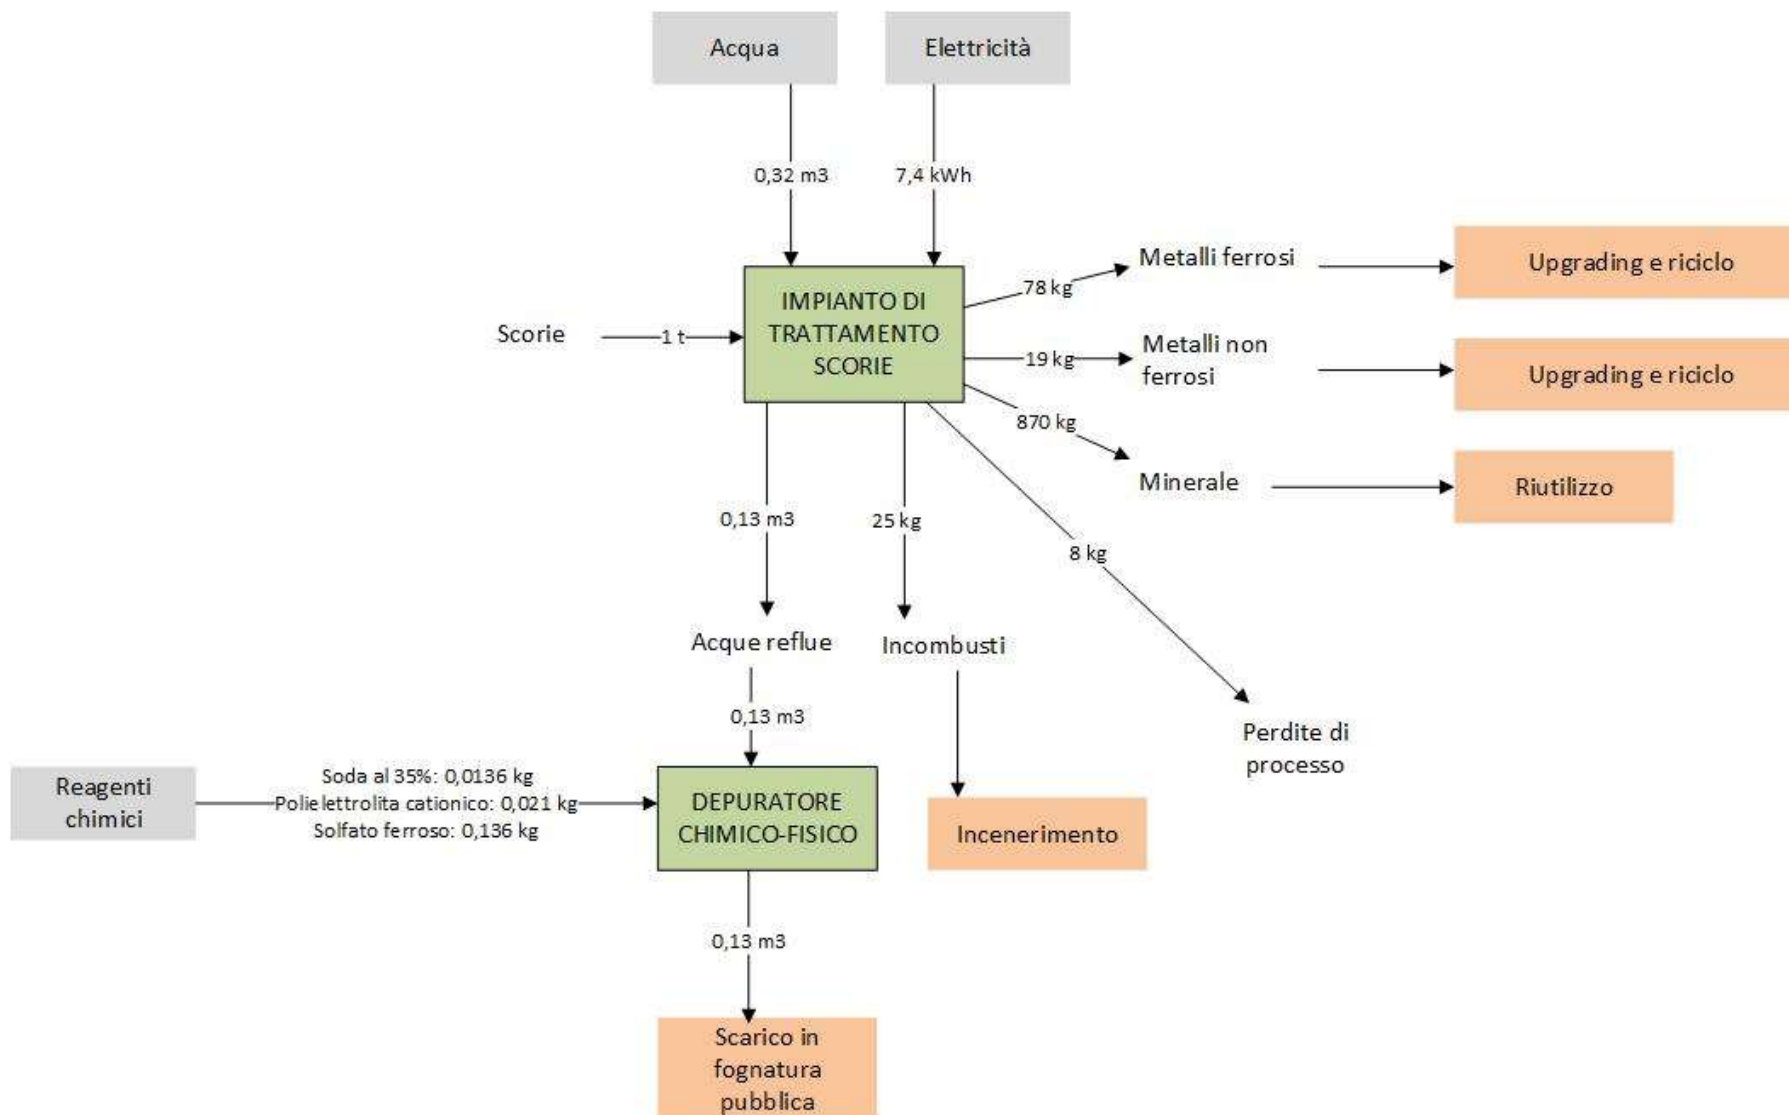 Acqua
Elettricità
0,32 m3
7,4 kWh
Metalli ferrosi
Upgrading e riciclo
78 kg
IMPIANTO DI
TRATTAMENTO
SCORIE
Scorie
1 t
Metalli non
ferrosi
19 kg
Upgrading e riciclo
870 kg
Minerale
Riutilizzo
0,13 m3
25 kg
8 kg
Acque reflue
Incombusti
0,13 m3
Perdite di
processo
Reagenti
chimici
Soda al 35%: 0,0136 kg
Polielettrolita cationico: 0,021 kg
Solfato ferroso: 0,136 kg
DEPURATORE
CHIMICO-FISICO
Incenerimento
0,13 m3
Scarico in
fognatura
pubblica